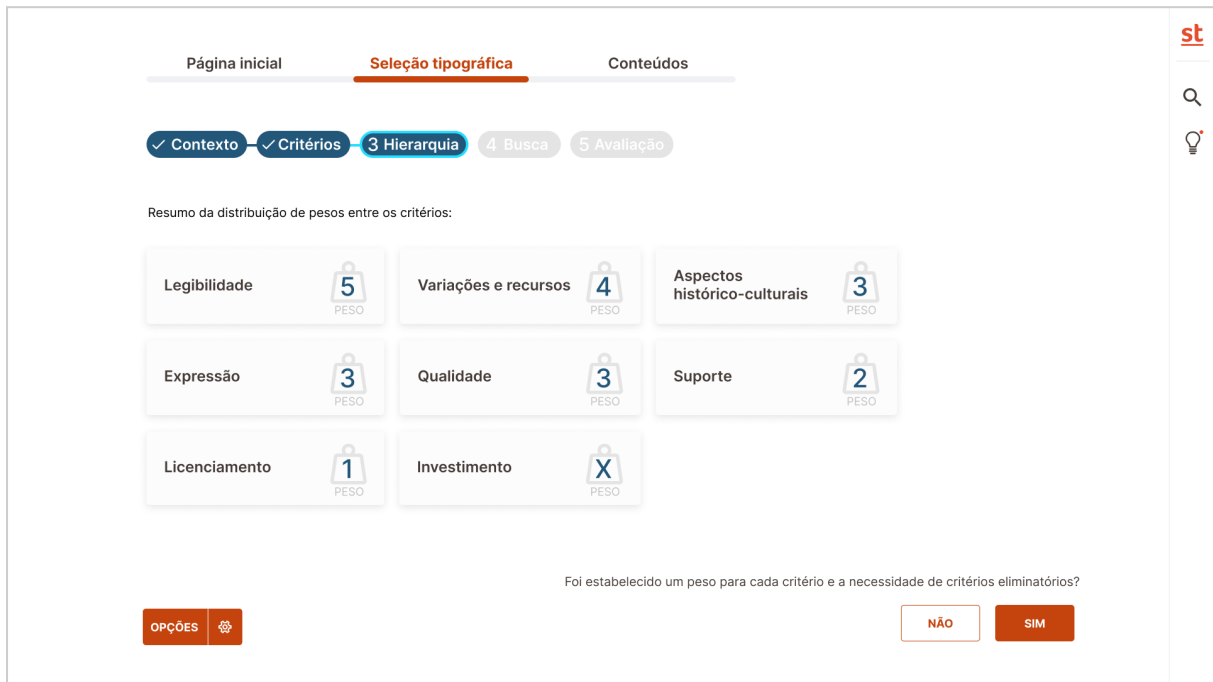 st
Página inicial
Seleção tipográfica
Conteúdos
Contexto
Critérios
3 Hierarquia
4 Busca
5 Avaliação
Resumo da distribuição de pesos entre os critérios:
Legibilidade
5
PESO
Variações e recursos
4
PESO
Aspectos
histórico-culturais
3
PESO
Expressão
3
PESO
Qualidade
3
PESO
Suporte
2
PESO
Licenciamento
1
PESO
Investimento
X
PESO
Foi estabelecido um peso para cada critério e a necessidade de critérios eliminatórios?
OPÇÕES
NÃO
SIM